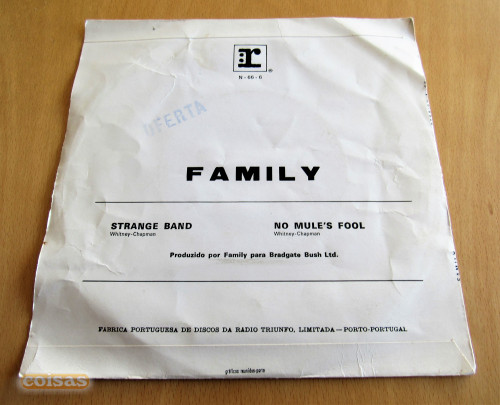 r
®
N-66-6
OFERTA
FAMILY
STRANGE BAND
Whitney-Chapman
NO MULE'S FOOL
Whitney-Chapman
Produzido por Family para Bradgate Bush Ltd.
FABRICA PORTUGUESA DE DISCOS DA RADIO TRIUNFO, LIMITADA — PORTO-PORTUGAL
coisas